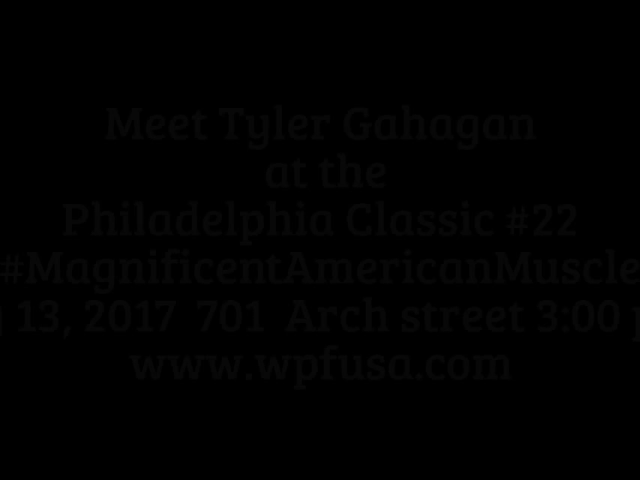 Meet Tyler Gahagan
at the
Philadelphia Classic #22
#MagnificentAmericanMuscle
13, 2017 701 Arch street 3:00
www.wpfusa.com